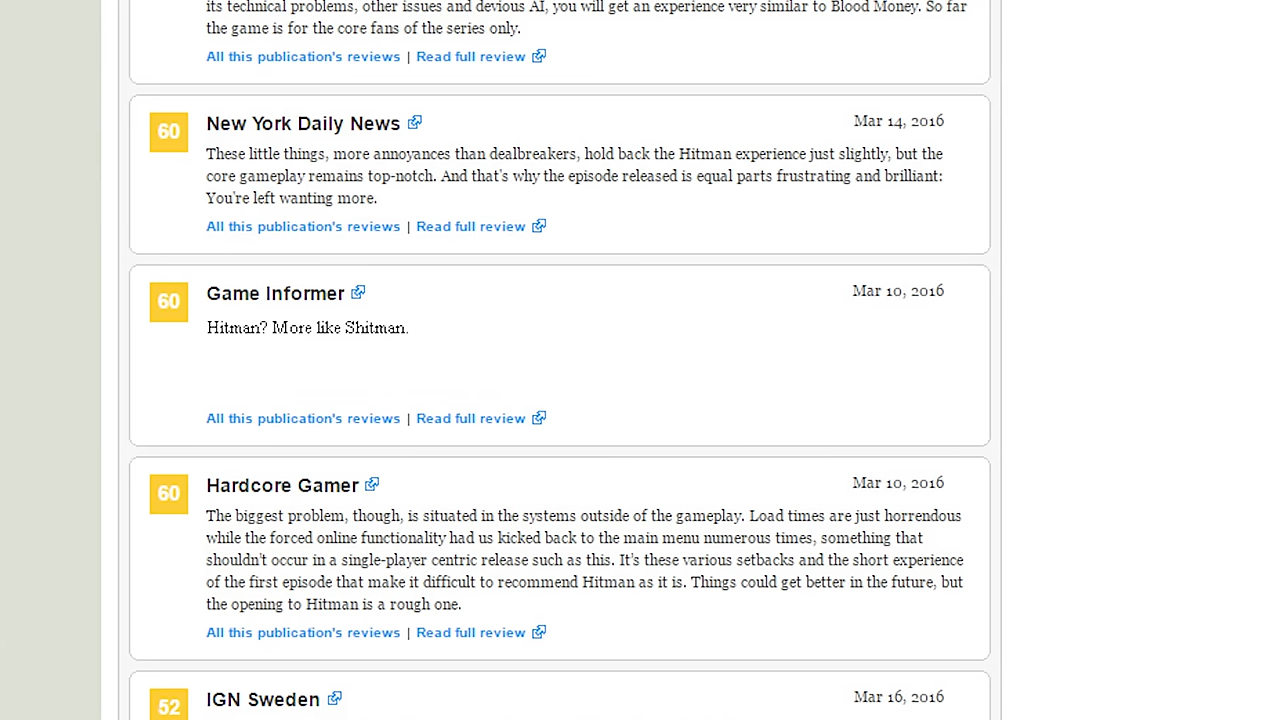 its technical problems, other issues and devious AI, you will get an experience very similar to Blood Money. So far
the game is for the core fans of the series only.
All this publication's reviews | Read full review
60
New York Daily News
Mar 14, 2016
These little things, more annoyances than dealbreakers, hold back the Hitman experience just slightly, but the
core gameplay remains top-notch. And that's why the episode released is equal parts frustrating and brilliant:
You're left wanting more.
All this publication's reviews | Read full review
60
Game Informer
Mar 10, 2016
Hitman? More like Shitman.
All this publication's reviews | Read full review
60
Hardcore Gamer
Mar 10, 2016
The biggest problem, though, is situated in the systems outside of the gameplay. Load times are just horrendous
while the forced online functionality had us kicked back to the main menu numerous times, something that
shouldn't occur in a single-player centric release such as this. It's these various setbacks and the short experience
of the first episode that make it difficult to recommend Hitman as it is. Things could get better in the future, but
the opening to Hitman is a rough one.
All this publication's reviews | Read full review
52
IGN Sweden
Mar 16, 2016